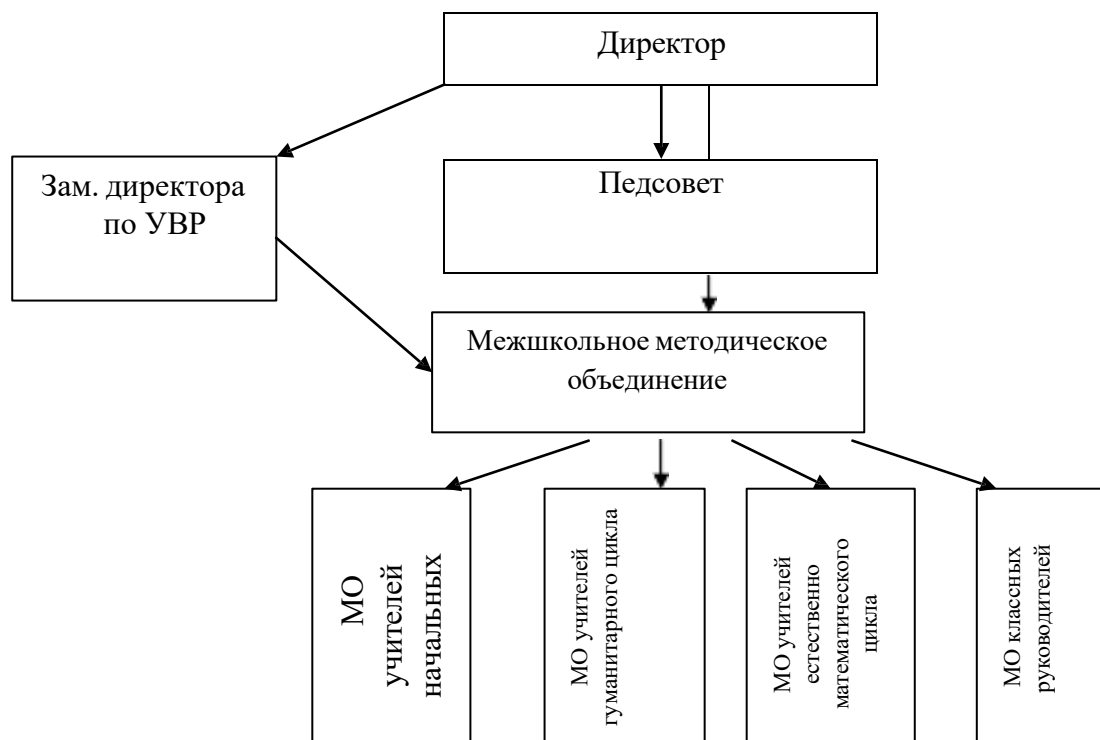 Директор
Зам. директора
по УВР
Педсовет
Межшкольное методическое
объединение
МО
учителей
начальных
МО учителей
гуманитарного цикла
МО учителей
естественно
математического
цикла
МО классных
руководителей